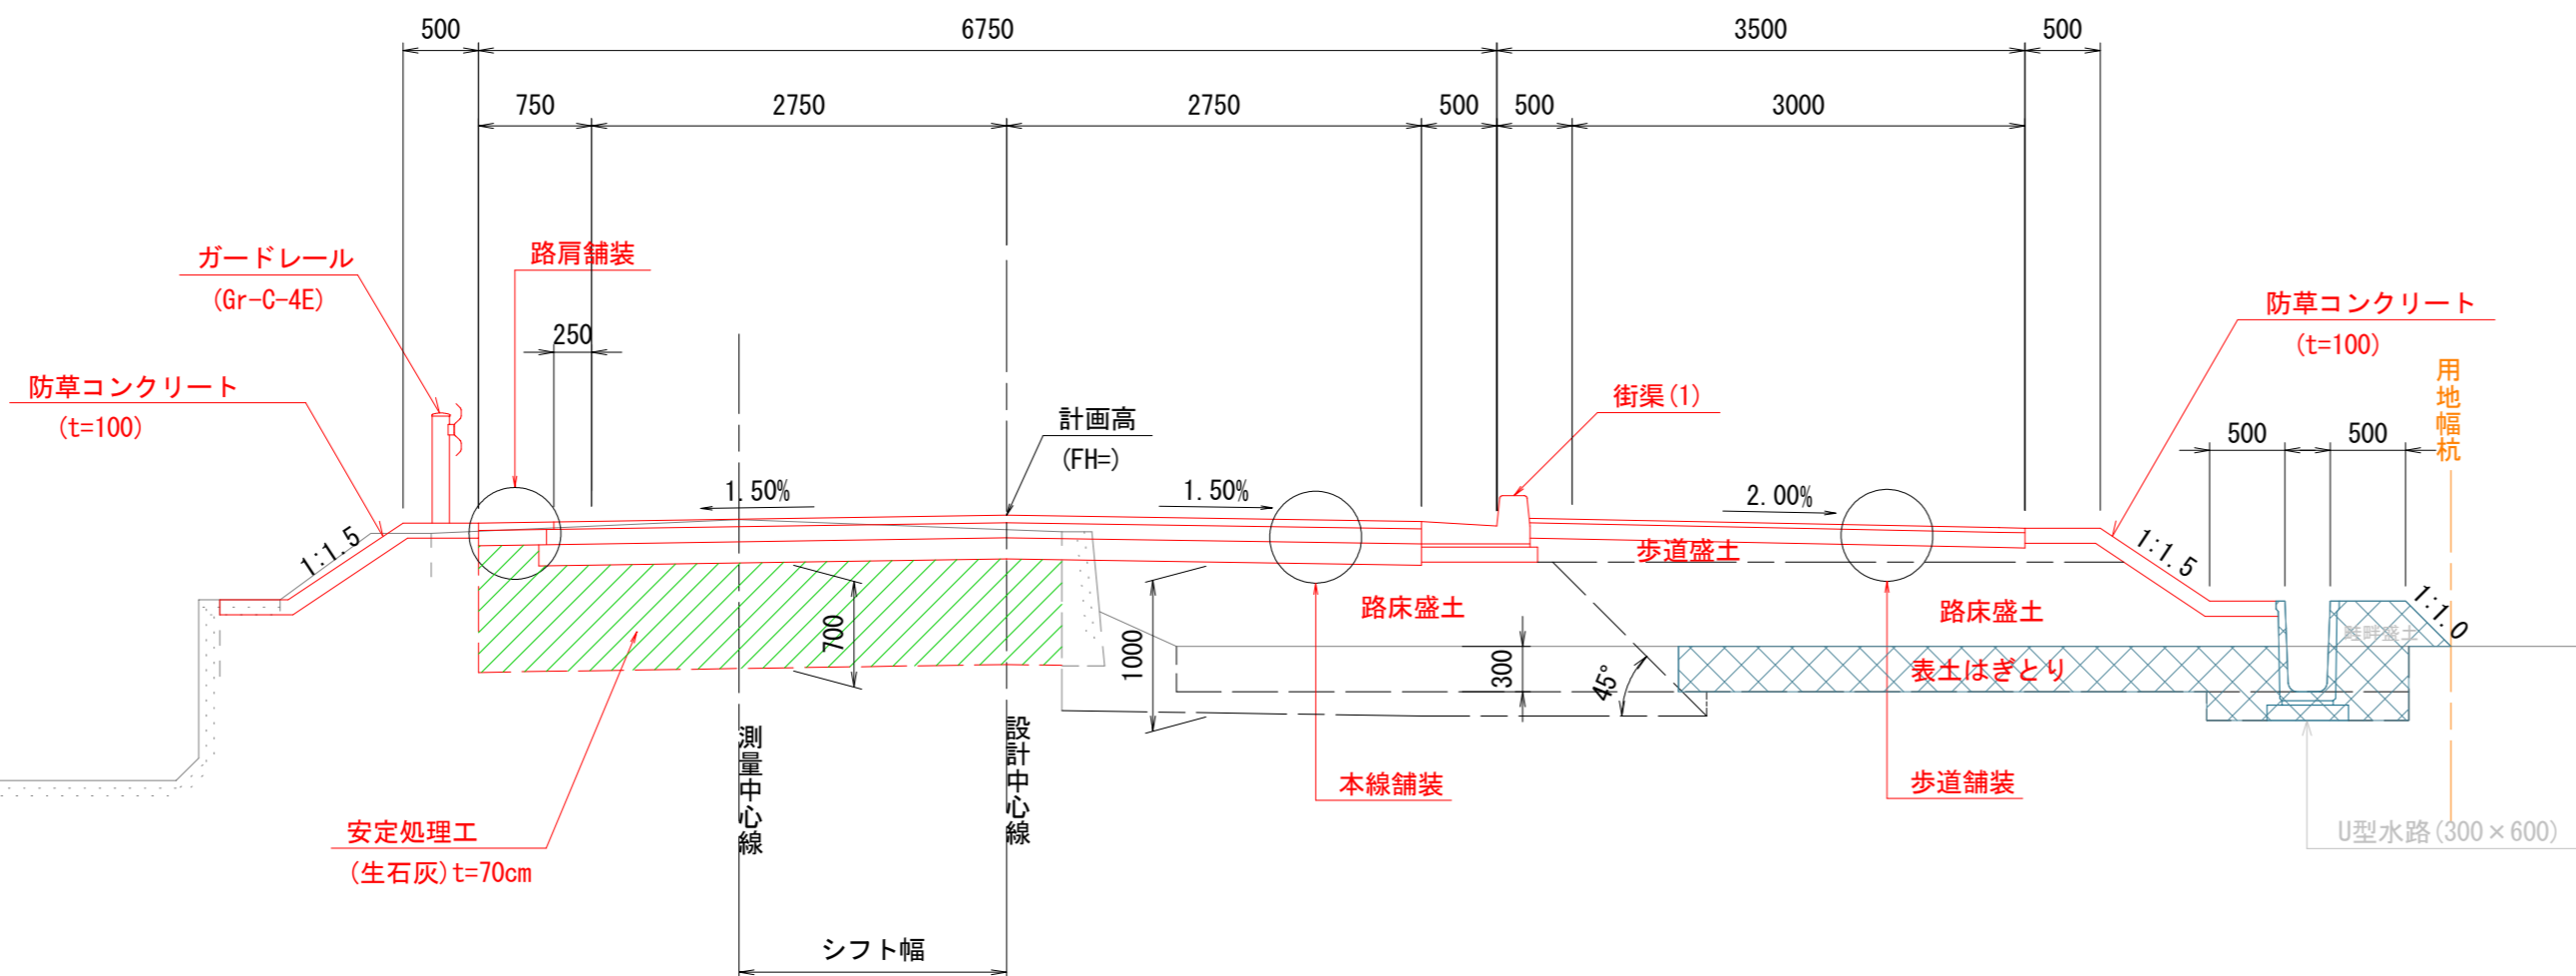 500
6750
3500
500
750
2750
2750
500
500
3000
ガードレール
(Gr-C-4E)
路肩舗装
250
防草コンクリート
(t=100)
防草コンクリート
(t=100)
用地幅杭
街渠(1)
計画高
(FH=)
500
500
1.50%
1.50%
2.00%
1:1.5
1:1.5
1:1.0
歩道盛土
路床盛土
路床盛土
畦畔盛土
700
1000
300
45°
表土はぎとり
測量中心線
設計中心線
本線舗装
歩道舗装
安定処理工
(生石灰)t=70cm
U型水路(300×600)
シフト幅